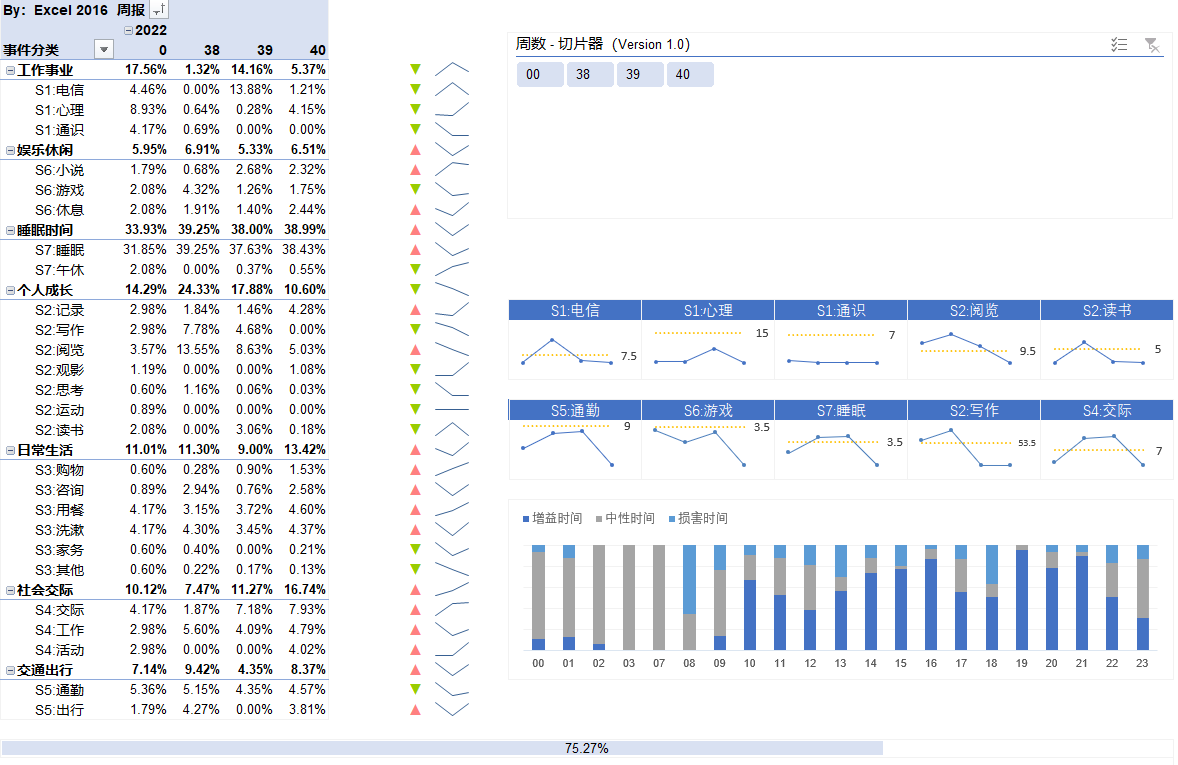 By: Excel 2016 周报
2022
事件分类 0 38 39 40
工作事业 17.56% 1.32% 14.16% 5.37%
S1:电信 4.46% 0.00% 13.88% 1.21%
S1:心理 8.93% 0.64% 0.28% 4.15%
S1:通识 4.17% 0.69% 0.00% 0.00%
娱乐休闲 5.95% 6.91% 5.33% 6.51%
S6:小说 1.79% 0.68% 2.68% 2.32%
S6:游戏 2.08% 4.32% 1.26% 1.75%
S6:休息 2.08% 1.91% 1.40% 2.44%
睡眠时间 33.93% 39.25% 38.00% 38.99%
S7:睡眠 31.85% 39.25% 37.63% 38.43%
S7:午休 2.08% 0.00% 0.37% 0.55%
个人成长 14.29% 24.33% 17.88% 10.60%
S2:记录 2.98% 1.84% 1.46% 4.28%
S2:写作 2.98% 7.78% 4.68% 0.00%
S2:阅览 3.57% 13.55% 8.63% 5.03%
S2:观影 1.19% 0.00% 0.00% 1.08%
S2:思考 0.60% 1.16% 0.06% 0.03%
S2:运动 0.89% 0.00% 0.00% 0.00%
S2:读书 2.08% 0.00% 3.06% 0.18%
日常生活 11.01% 11.30% 9.00% 13.42%
S3:购物 0.60% 0.28% 0.90% 1.53%
S3:咨询 0.89% 2.94% 0.76% 2.58%
S3:用餐 4.17% 3.15% 3.72% 4.60%
S3:洗漱 4.17% 4.30% 3.45% 4.37%
S3:家务 0.60% 0.40% 0.00% 0.21%
S3:其他 0.60% 0.22% 0.17% 0.13%
社会交际 10.12% 7.47% 11.27% 16.74%
S4:交际 4.17% 1.87% 7.18% 7.93%
S4:工作 2.98% 5.60% 4.09% 4.79%
S4:活动 2.98% 0.00% 0.00% 4.02%
交通出行 7.14% 9.42% 4.35% 8.37%
S5:通勤 5.36% 5.15% 4.35% 4.57%
S5:出行 1.79% 4.27% 0.00% 3.81%
周数 - 切片器（Version 1.0）
00 38 39 40
S1:电信 S1:心理 S1:通识 S2:阅览 S2:读书
7.5 15 7 9.5 5
S5:通勤 S6:游戏 S7:睡眠 S2:写作 S4:交际
9 3.5 3.5 53.5 7
增益时间 中性时间 损害时间
00 01 02 03 07 08 09 10 11 12 13 14 15 16 17 18 19 20 21 22 23
75.27%